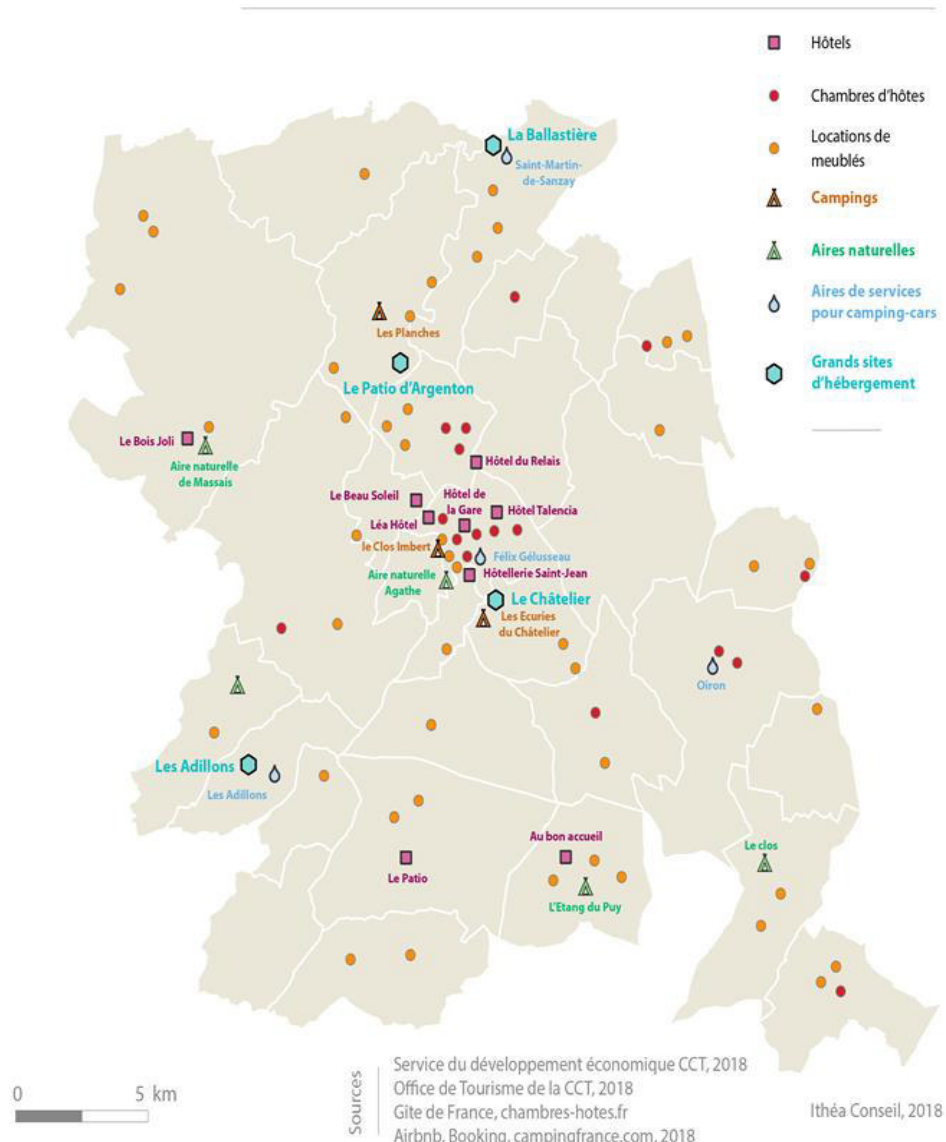 Hôtels
Chambres d'hôtes
Locations de
meublés
Campings
Aires naturelles
Aires de services
pour camping-cars
Grands sites
d'hébergement
La Ballastière
Saint-Martin-
de-Sanzay
Les Planches
Le Patio d'Argenton
Le Bois Joli
Aire naturelle
de Massais
Hôtel du Relais
Le Beau Soleil
Hôtel de
la Gare
Hôtel Talencia
Léa Hôtel
le Clos Imbert
Félix Gélusseau
Aire naturelle
Agathe
Hôtellerie Saint-Jean
Le Châtelier
Les Ecuries
du Châtelier
Oiron
Les Adillons
Les Adillons
Au bon accueil
Le Patio
L'Etang du Puy
Le clos
0 5 km
Sources
Service du développement économique CCT, 2018
Office de Tourisme de la CCT, 2018
Gite de France, chambres-hotes.fr
Airbnb, Booking, campingfrance.com, 2018
Ithéa Conseil, 2018